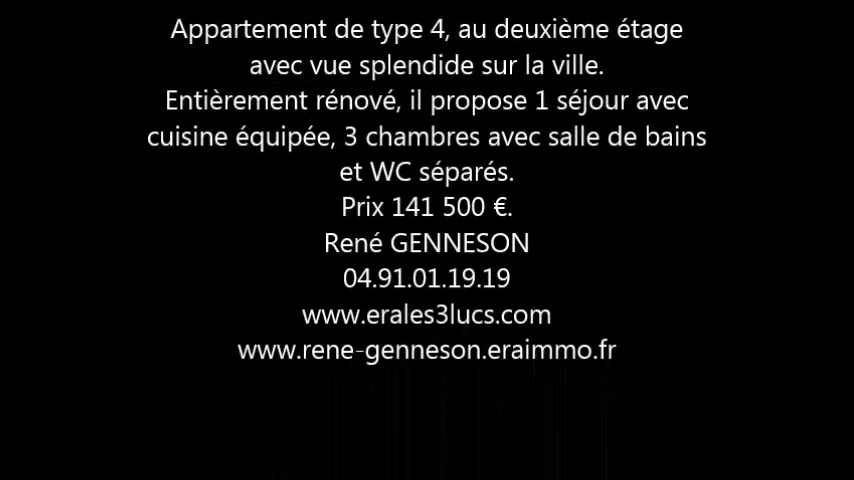 Appartement de type 4, au deuxième étage
avec vue splendide sur la ville.
Entièrement rénové, il propose 1 séjour avec
cuisine équipée, 3 chambres avec salle de bains
et WC séparés.
Prix 141 500 €.
René GENNESON
04.91.01.19.19
www.erales3lucs.com
www.rene-genneson.eraimmo.fr